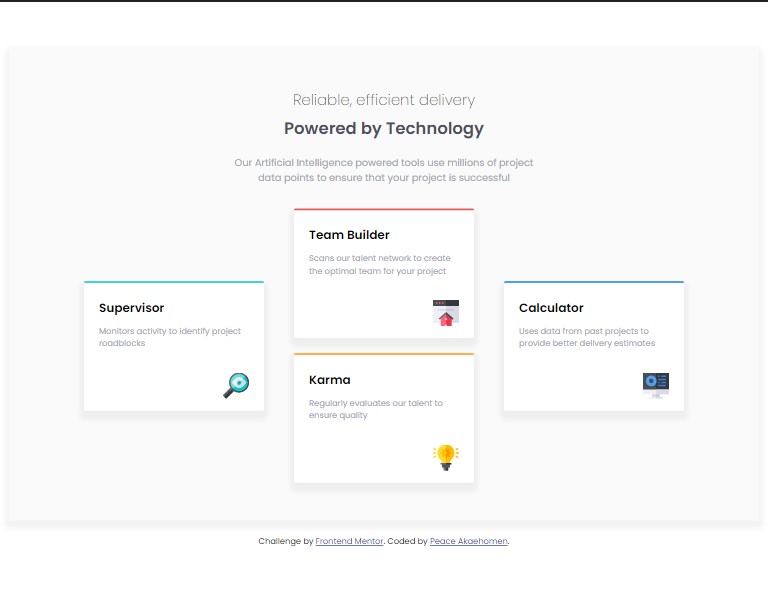 Reliable, efficient delivery
Powered by Technology
Our Artificial Intelligence powered tools use millions of project
data points to ensure that your project is successful
Supervisor
Monitors activity to identify project
roadblocks
Team Builder
Scans our talent network to create
the optimal team for your project
Karma
Regularly evaluates our talent to
ensure quality
Calculator
Uses data from past projects to
provide better delivery estimates
Challenge by Frontend Mentor. Coded by Peace Akaehomen.